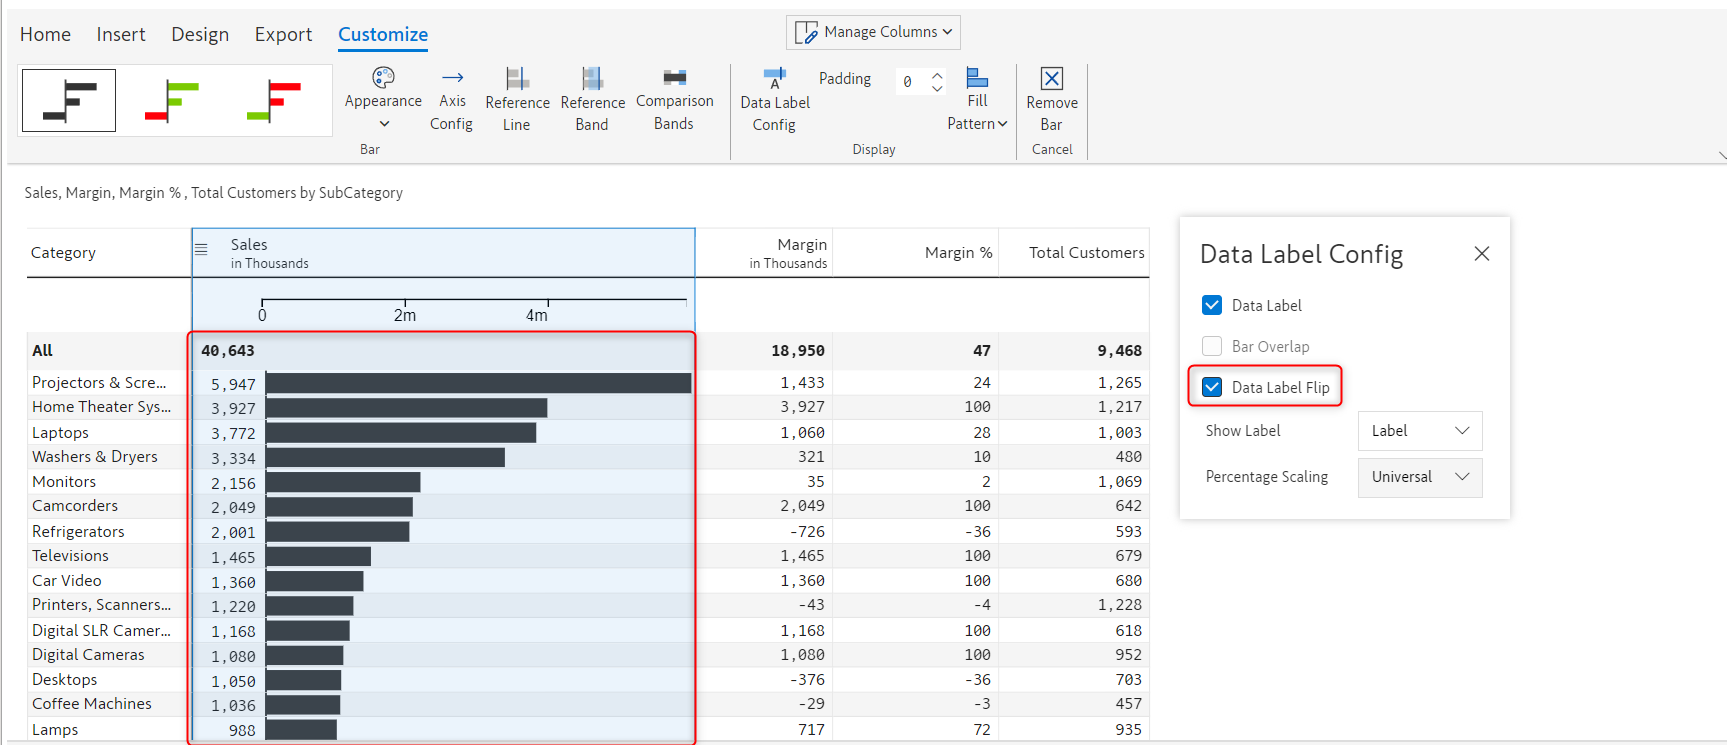 Home Insert Design Export Customize
Manage Columns
Appearance
Axis Config
Reference Line
Reference Band
Comparison Bands
Bar
Data Label Config
Padding 0
Fill Pattern
Display
Remove Bar
Cancel
Sales, Margin, Margin % , Total Customers by SubCategory
Category Sales in Thousands Margin in Thousands Margin % Total Customers
0 2m 4m
All 40,643 18,950 47 9,468
Projectors & Scre... 5,947 1,433 24 1,265
Home Theater Sys... 3,927 3,927 100 1,217
Laptops 3,772 1,060 28 1,003
Washers & Dryers 3,334 321 10 480
Monitors 2,156 35 2 1,069
Camcorders 2,049 2,049 100 642
Refrigerators 2,001 -726 -36 593
Televisions 1,465 1,465 100 679
Car Video 1,360 1,360 100 680
Printers, Scanners... 1,220 -43 -4 1,228
Digital SLR Camer... 1,168 1,168 100 618
Digital Cameras 1,080 1,080 100 952
Desktops 1,050 -376 -36 703
Coffee Machines 1,036 -29 -3 457
Lamps 988 717 72 935
Data Label Config
Data Label
Bar Overlap
Data Label Flip
Show Label Label
Percentage Scaling Universal